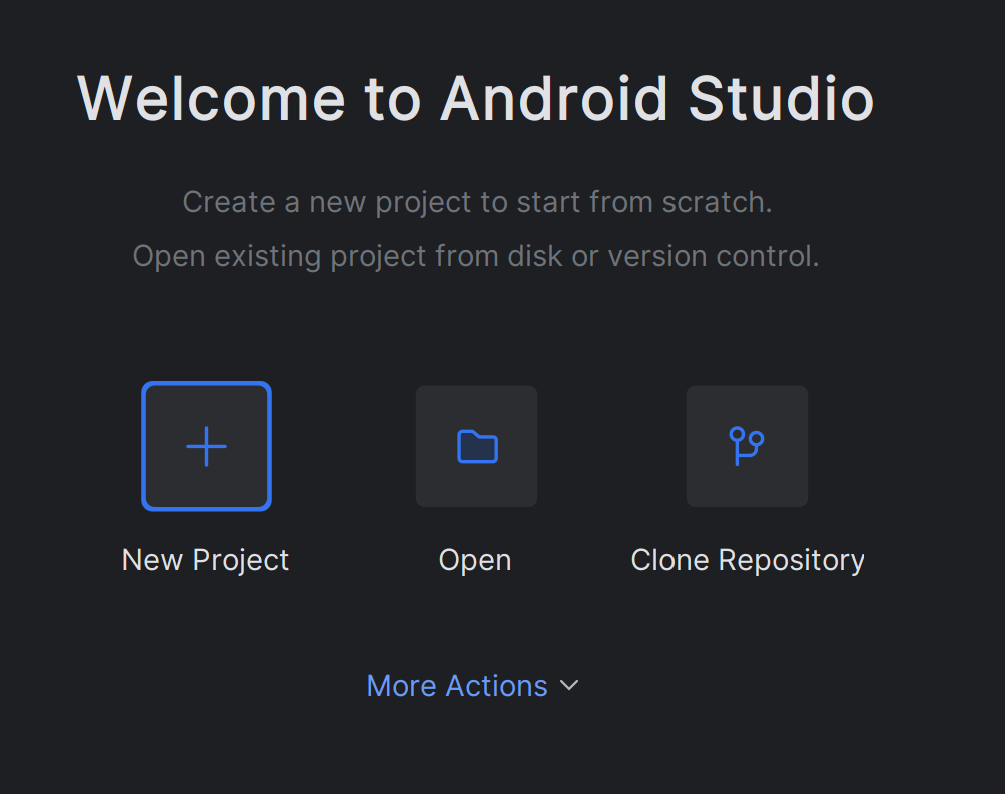 Welcome to Android Studio
Create a new project to start from scratch.
Open existing project from disk or version control.
New Project
Open
Clone Repository
More Actions